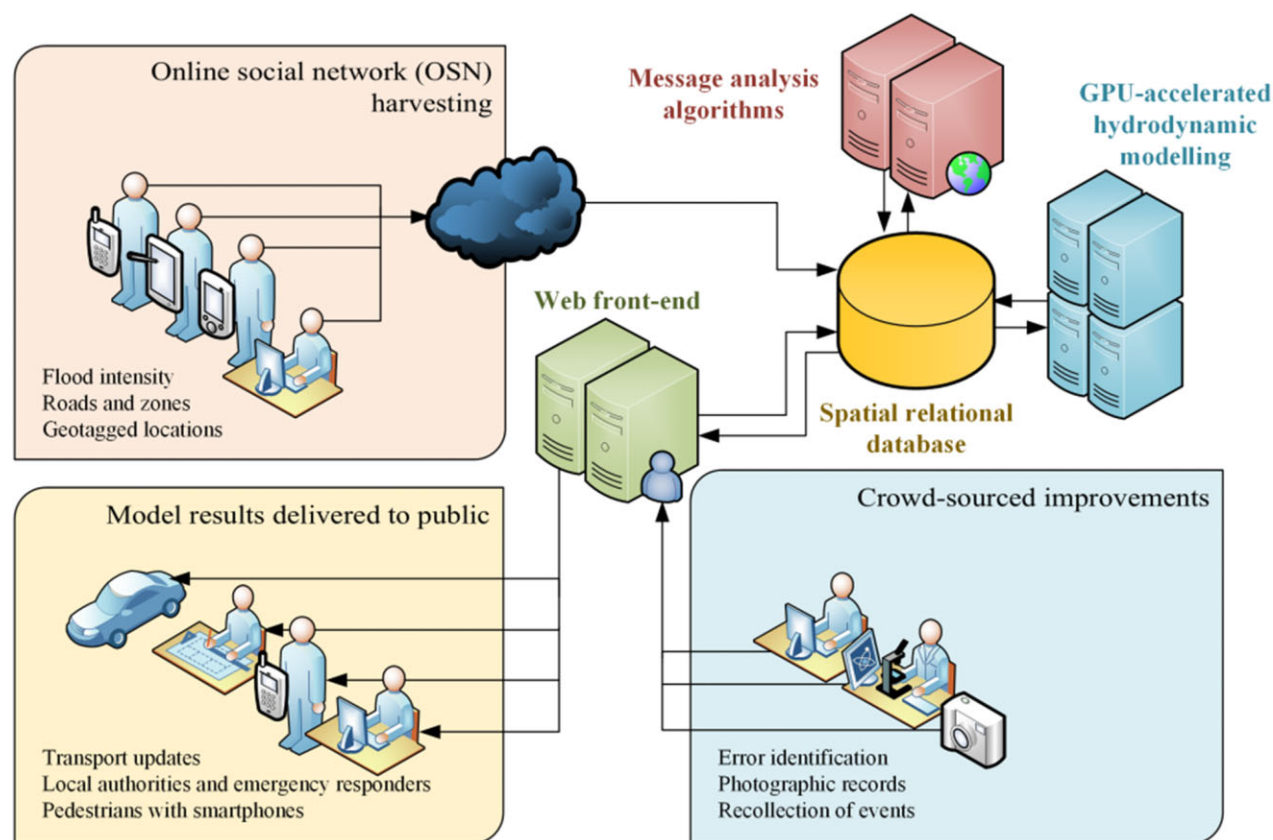 Online social network (OSN)
harvesting
Flood intensity
Roads and zones
Geotagged locations
Message analysis
algorithms
GPU-accelerated
hydrodynamic
modelling
Web front-end
Spatial relational
database
Model results delivered to public
Transport updates
Local authorities and emergency responders
Pedestrians with smartphones
Crowd-sourced improvements
Error identification
Photographic records
Recollection of events